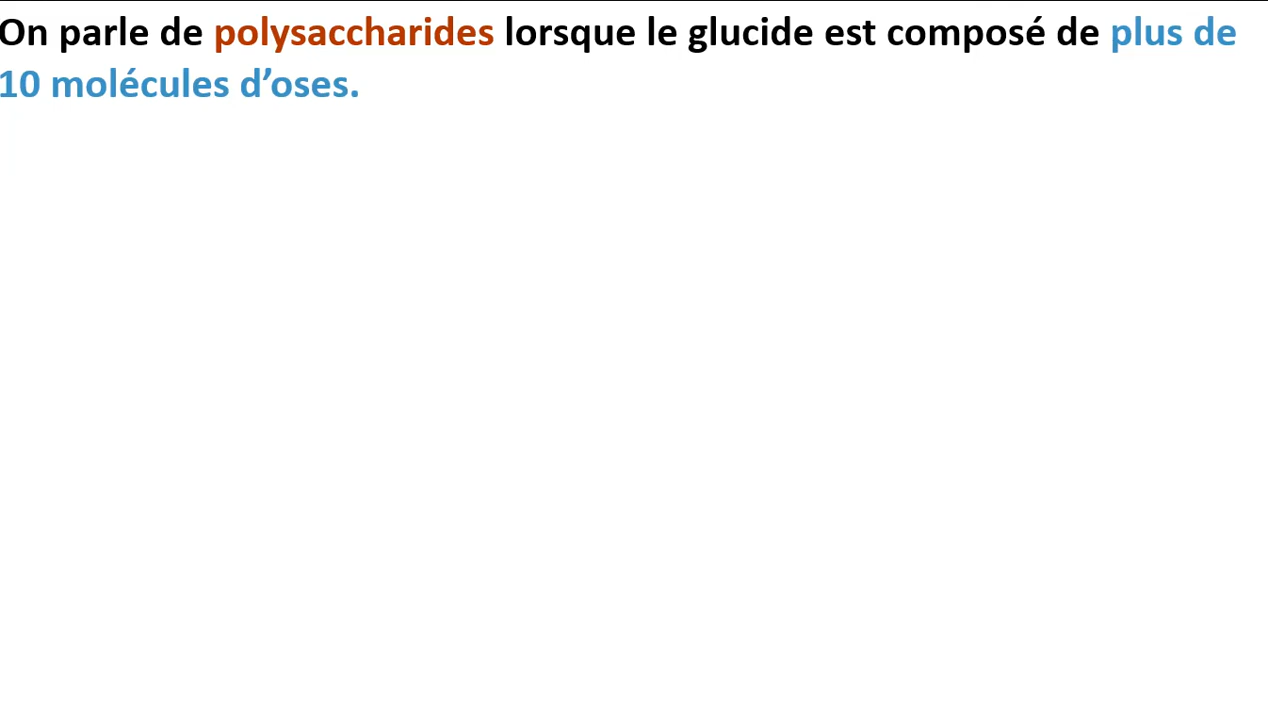 On parle de polysaccharides lorsque le glucide est composé de plus de
10 molécules d’oses.